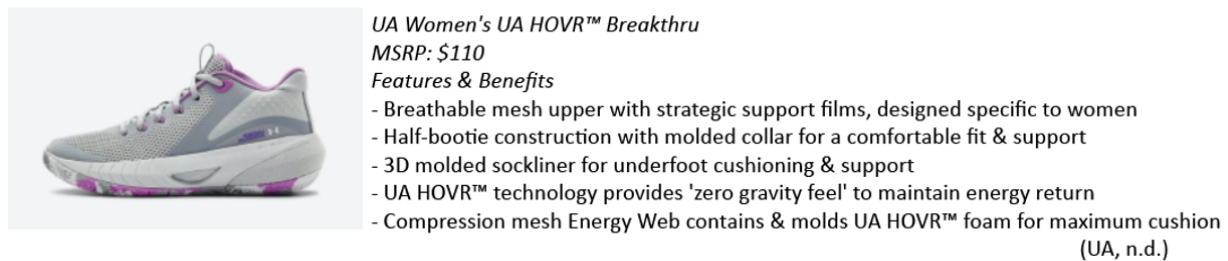 UA Women's UA HOVR™ Breakthru
MSRP: $110
Features & Benefits
- Breathable mesh upper with strategic support films, designed specific to women
- Half-bootie construction with molded collar for a comfortable fit & support
- 3D molded sockliner for underfoot cushioning & support
- UA HOVR™ technology provides 'zero gravity feel' to maintain energy return
- Compression mesh Energy Web contains & molds UA HOVR™ foam for maximum cushion
(UA, n.d.)